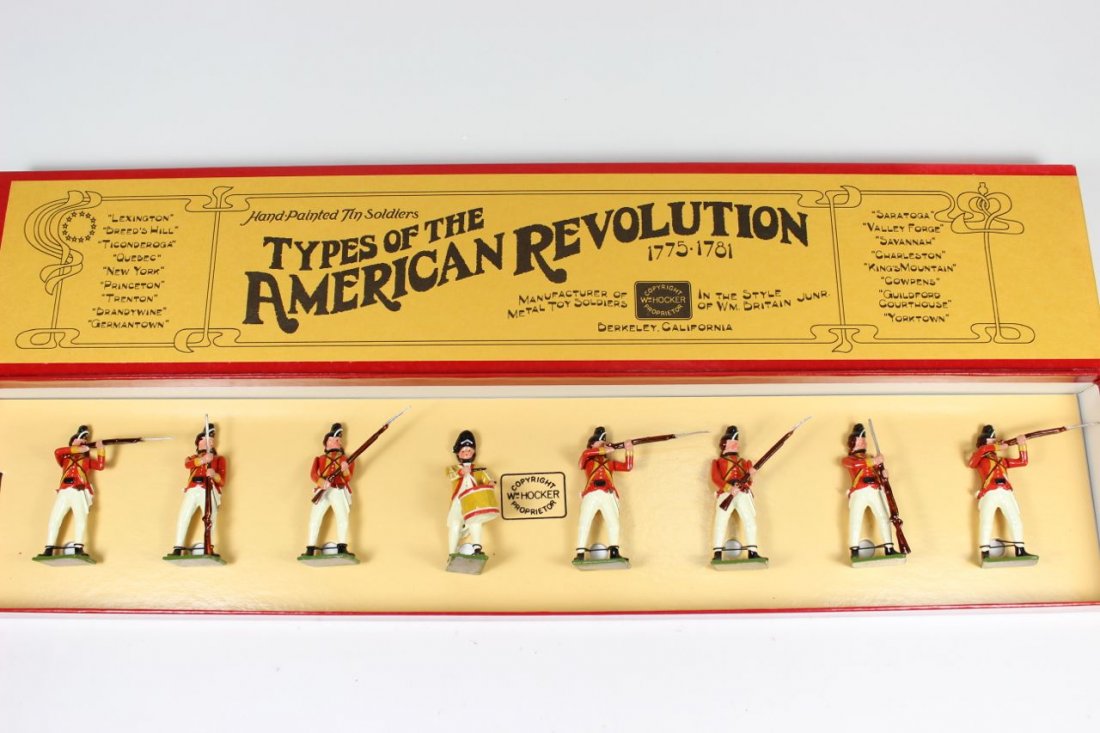 Hand-Painted Tin Soldiers
TYPES OF THE
AMERICAN REVOLUTION
1775-1781
"LEXINGTON"
"BREED'S HILL"
"TICONDEROGA"
"QUEBEC"
"NEW YORK"
"PRINCETON"
"TRENTON"
"BRANDYWINE"
"GERMANTOWN"
MANUFACTURER OF
METAL TOY SOLDIERS
COPYRIGHT
WM HOCKER
PROPRIETOR
IN THE STYLE
OF WM. BRITAIN JUNR.
BERKELEY, CALIFORNIA
"SARATOGA"
"VALLEY FORGE"
"SAVANNAH"
"CHARLESTON"
"KING'S MOUNTAIN"
"COWPENS"
"GUILDFORD
COURTHOUSE"
"YORKTOWN"
COPYRIGHT
WM HOCKER
PROPRIETOR